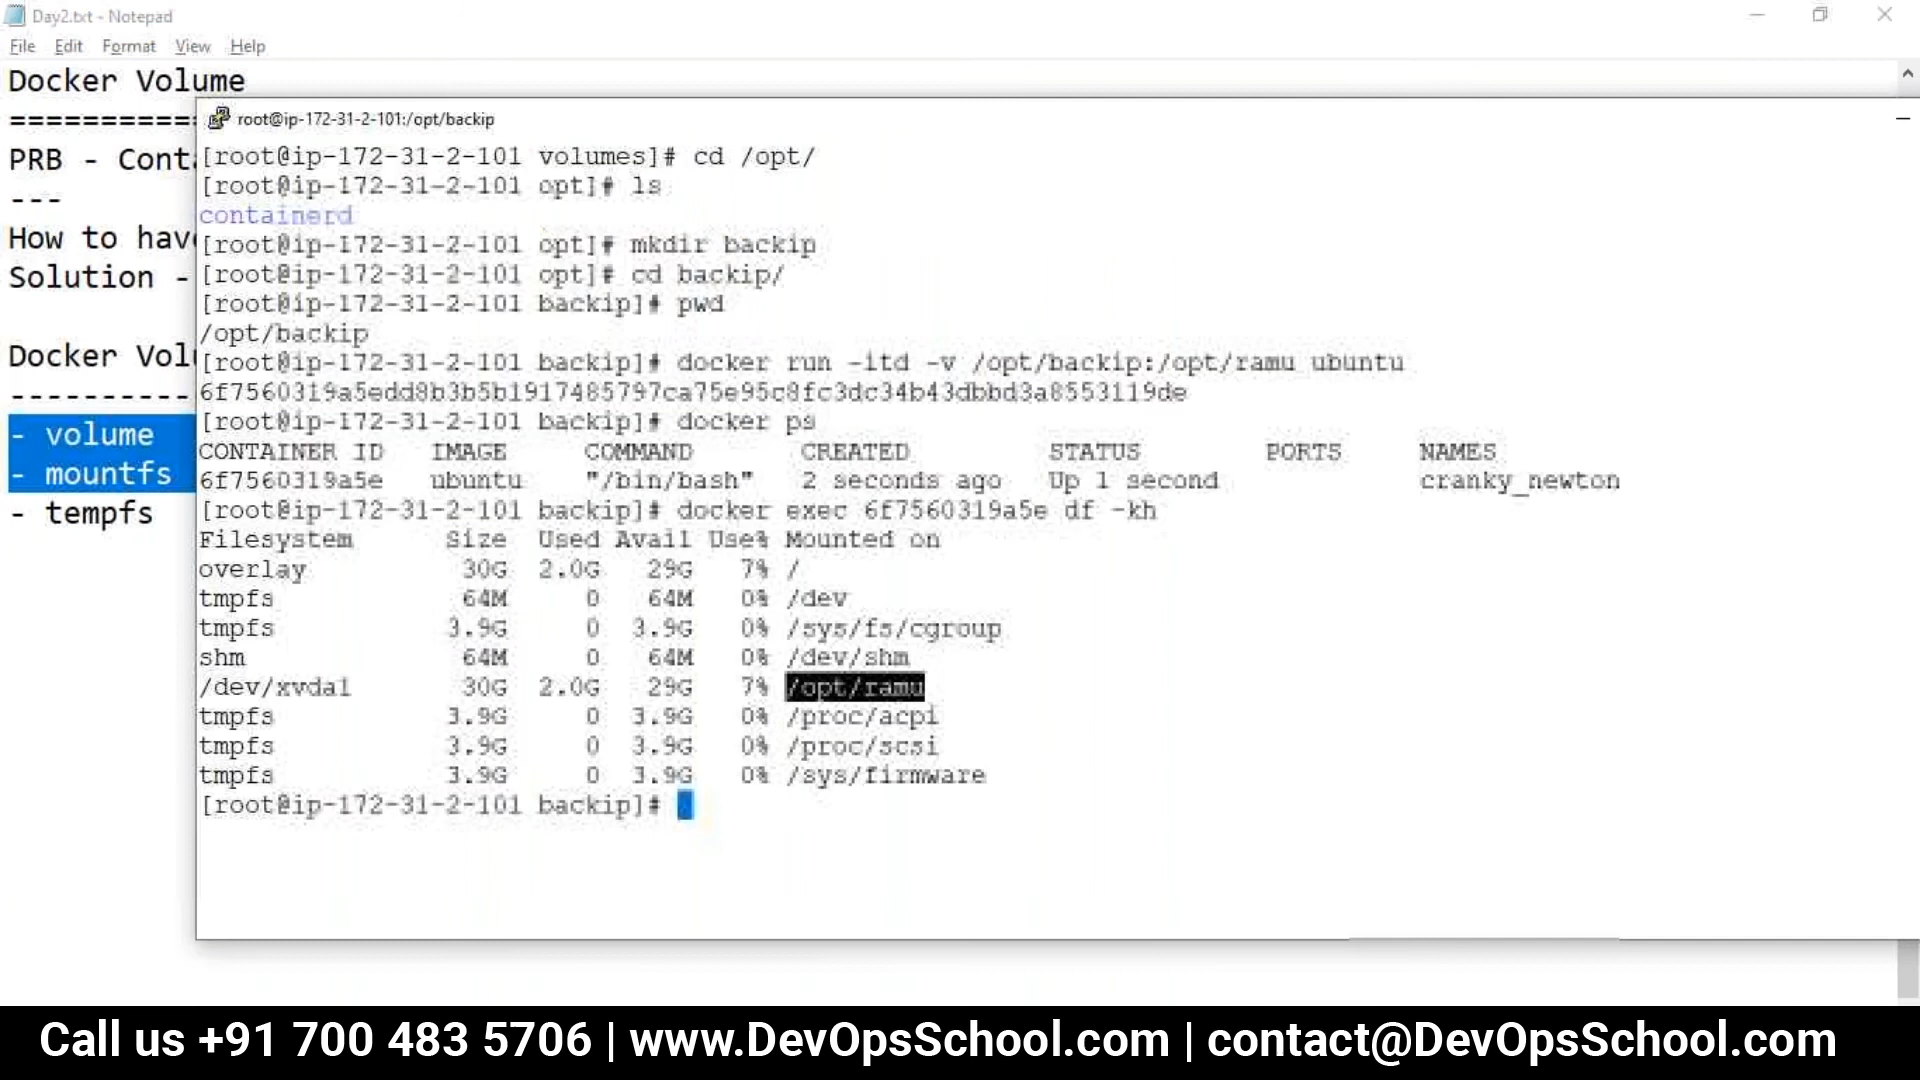 Day2.txt - Notepad
File Edit Format View Help
Docker Volume
===========
PRB - Conta
---
How to have
Solution -
Docker Volu
----------
- volume
- mountfs
- tempfs
root@ip-172-31-2-101:/opt/backip
[root@ip-172-31-2-101 volumes]# cd /opt/
[root@ip-172-31-2-101 opt]# ls
containerd
[root@ip-172-31-2-101 opt]# mkdir backip
[root@ip-172-31-2-101 opt]# cd backip/
[root@ip-172-31-2-101 backip]# pwd
/opt/backip
[root@ip-172-31-2-101 backip]# docker run -itd -v /opt/backip:/opt/ramu ubuntu
6f7560319a5edd8b3b5b1917485797ca75e95c8fc3dc34b43dbbd3a8553119de
[root@ip-172-31-2-101 backip]# docker ps
CONTAINER ID IMAGE COMMAND CREATED STATUS PORTS NAMES
6f7560319a5e ubuntu "/bin/bash" 2 seconds ago Up 1 second cranky_newton
[root@ip-172-31-2-101 backip]# docker exec 6f7560319a5e df -kh
Filesystem Size Used Avail Use% Mounted on
overlay 30G 2.0G 29G 7% /
tmpfs 64M 0 64M 0% /dev
tmpfs 3.9G 0 3.9G 0% /sys/fs/cgroup
shm 64M 0 64M 0% /dev/shm
/dev/xvda1 30G 2.0G 29G 7% /opt/ramu
tmpfs 3.9G 0 3.9G 0% /proc/acpi
tmpfs 3.9G 0 3.9G 0% /proc/scsi
tmpfs 3.9G 0 3.9G 0% /sys/firmware
[root@ip-172-31-2-101 backip]#
Call us +91 700 483 5706 | www.DevOpsSchool.com | contact@DevOpsSchool.com